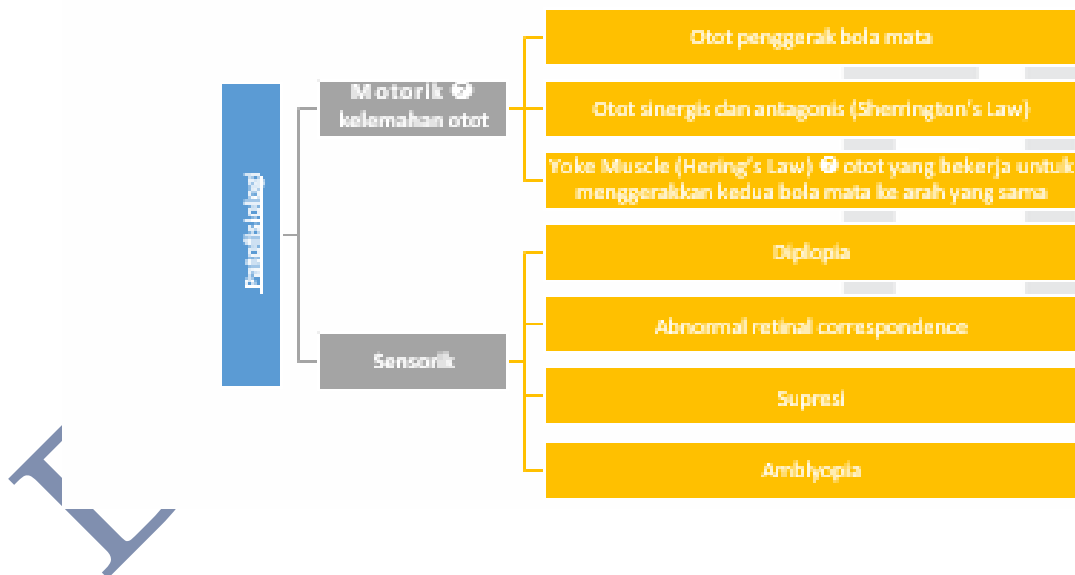 Patofisiologi
Motorik
kelemahan otot
Otot penggerak bola mata
Otot sinergis dan antagonis (Sherrington's Law)
Yoke Muscle (Hering's Law) otot yang bekerja untuk
menggerakkan kedua bola mata ke arah yang sama
Sensorik
Diplopia
Abnormal retinal correspondence
Supresi
Amblyopia